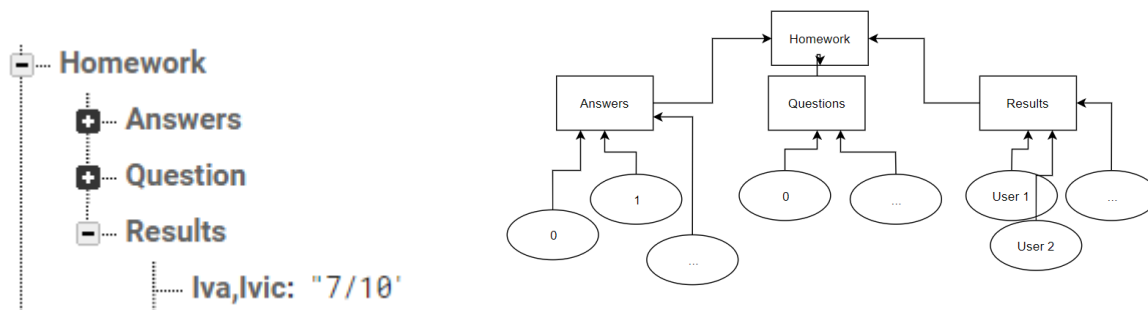 Homework
Answers
Question
Results
Iva,Ivic: "7/10'
Homework
Answers
Questions
Results
0
1
...
0
...
User 1
User 2
...